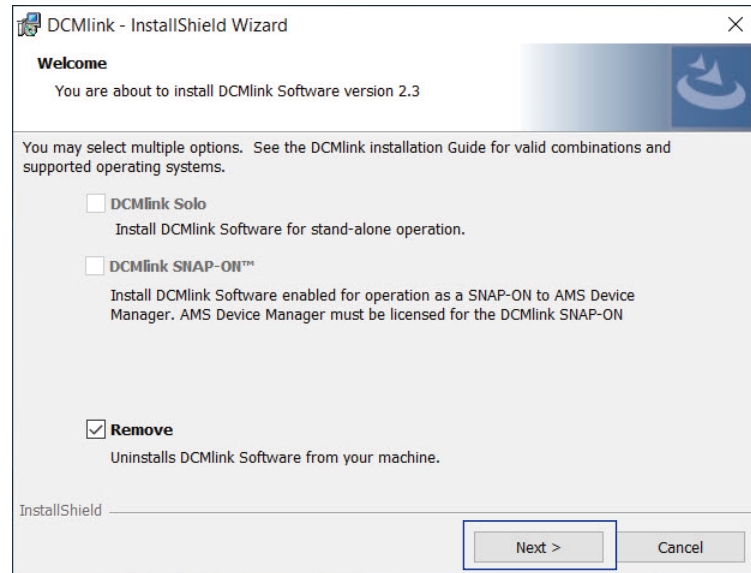 DCMlink - InstallShield Wizard
Welcome
You are about to install DCMlink Software version 2.3
You may select multiple options. See the DCMlink installation Guide for valid combinations and
supported operating systems.
DCMlink Solo
Install DCMlink Software for stand-alone operation.
DCMlink SNAP-ON™
Install DCMlink Software enabled for operation as a SNAP-ON to AMS Device
Manager. AMS Device Manager must be licensed for the DCMlink SNAP-ON
Remove
Uninstalls DCMlink Software from your machine.
InstallShield
Next >
Cancel